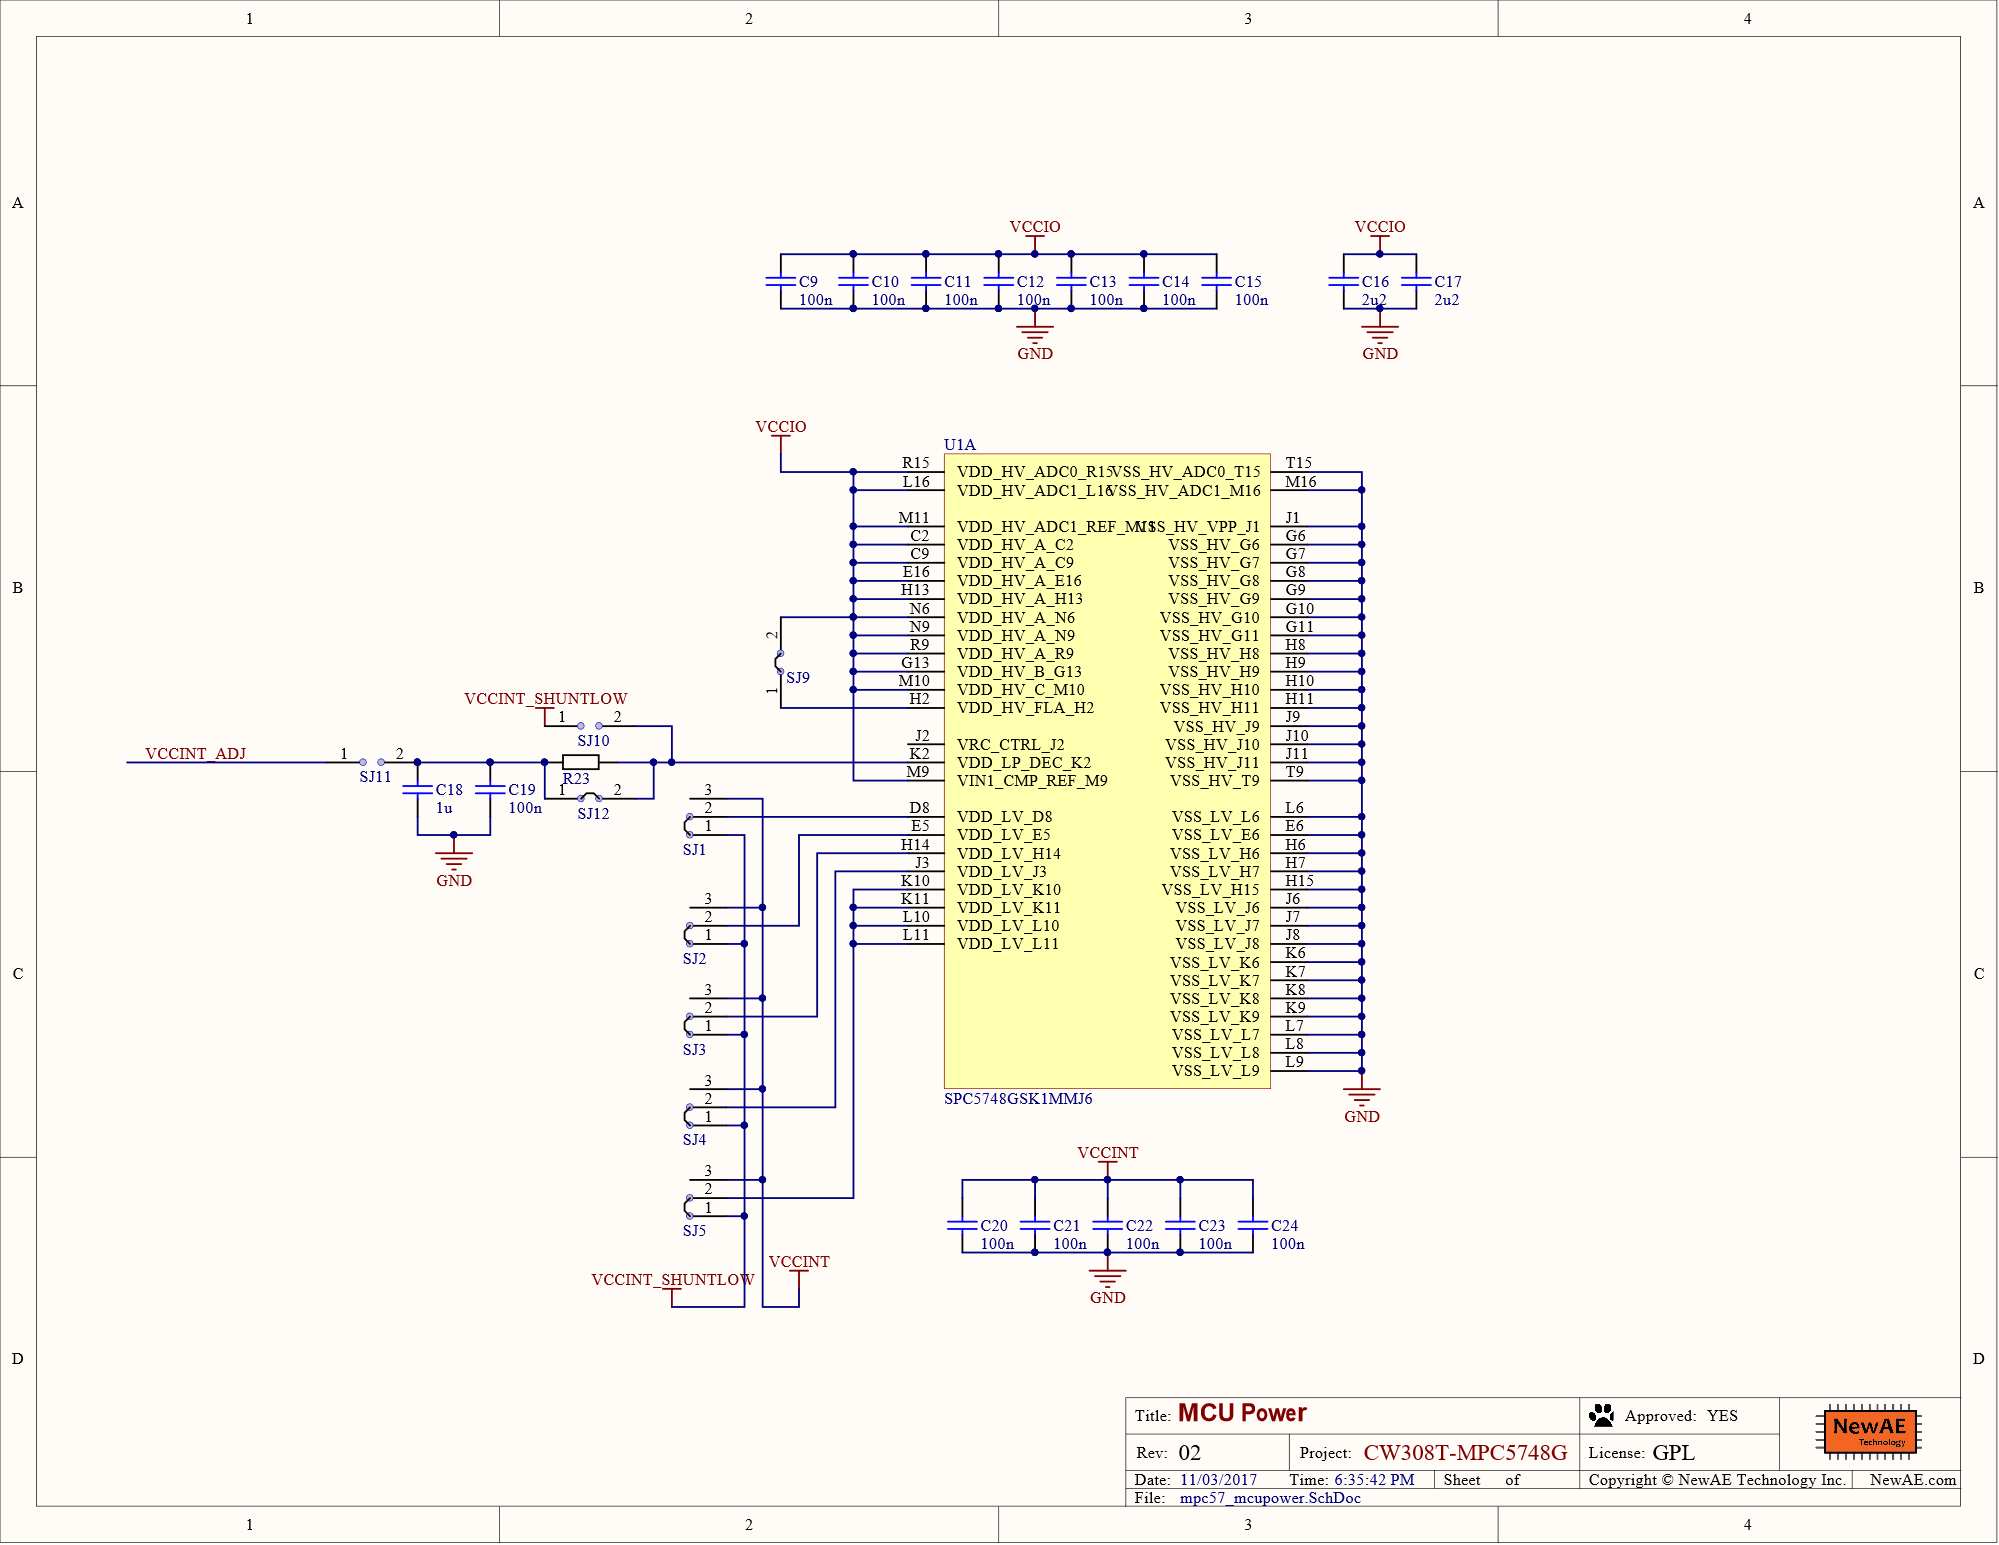 1 2 3 4
A A
B B
C C
D D
VCCIO
C9 100n
C10 100n
C11 100n
C12 100n
C13 100n
C14 100n
C15 100n
GND
VCCIO
C16 2u2
C17 2u2
GND
VCCIO
U1A
R15 VDD_HV_ADC0_R15 VSS_HV_ADC0_T15 T15
L16 VDD_HV_ADC1_L16 VSS_HV_ADC1_M16 M16
M11 VDD_HV_ADC1_REF_M11 VSS_HV_VPP_J1 J1
C2 VDD_HV_A_C2 VSS_HV_G6 G6
C9 VDD_HV_A_C9 VSS_HV_G7 G7
E16 VDD_HV_A_E16 VSS_HV_G8 G8
H13 VDD_HV_A_H13 VSS_HV_G9 G9
N6 VDD_HV_A_N6 VSS_HV_G10 G10
N9 VDD_HV_A_N9 VSS_HV_G11 G11
R9 VDD_HV_A_R9 VSS_HV_H8 H8
G13 VDD_HV_B_G13 VSS_HV_H9 H9
M10 VDD_HV_C_M10 VSS_HV_H10 H10
H2 VDD_HV_FLA_H2 VSS_HV_H11 H11
VSS_HV_J9 J9
J2 VRC_CTRL_J2 VSS_HV_J10 J10
K2 VDD_LP_DEC_K2 VSS_HV_J11 J11
M9 VIN1_CMP_REF_M9 VSS_HV_T9 T9
D8 VDD_LV_D8 VSS_LV_L6 L6
E5 VDD_LV_E5 VSS_LV_E6 E6
H14 VDD_LV_H14 VSS_LV_H6 H6
J3 VDD_LV_J3 VSS_LV_H7 H7
K10 VDD_LV_K10 VSS_LV_H15 H15
K11 VDD_LV_K11 VSS_LV_J6 J6
L10 VDD_LV_L10 VSS_LV_J7 J7
L11 VDD_LV_L11 VSS_LV_J8 J8
VSS_LV_K6 K6
VSS_LV_K7 K7
VSS_LV_K8 K8
VSS_LV_K9 K9
VSS_LV_L7 L7
VSS_LV_L8 L8
VSS_LV_L9 L9
SPC5748GSK1MMJ6
GND
2
SJ9
1
VCCINT_SHUNTLOW
1 2
SJ10
VCCINT_ADJ
1 2
SJ11
C18 1u
C19 100n
GND
R23
1 2
SJ12
3
2
1
SJ1
3
2
1
SJ2
3
2
1
SJ3
3
2
1
SJ4
3
2
1
SJ5
VCCINT_SHUNTLOW
VCCINT
VCCINT
C20 100n
C21 100n
C22 100n
C23 100n
C24 100n
GND
Title: MCU Power
Approved: YES
Rev: 02
Project: CW308T-MPC5748G
License: GPL
Date: 11/03/2017
Time: 6:35:42 PM
Sheet of
Copyright © NewAE Technology Inc.
NewAE.com
File: mpc57_mcupower.SchDoc
NewAE
Technology
1 2 3 4